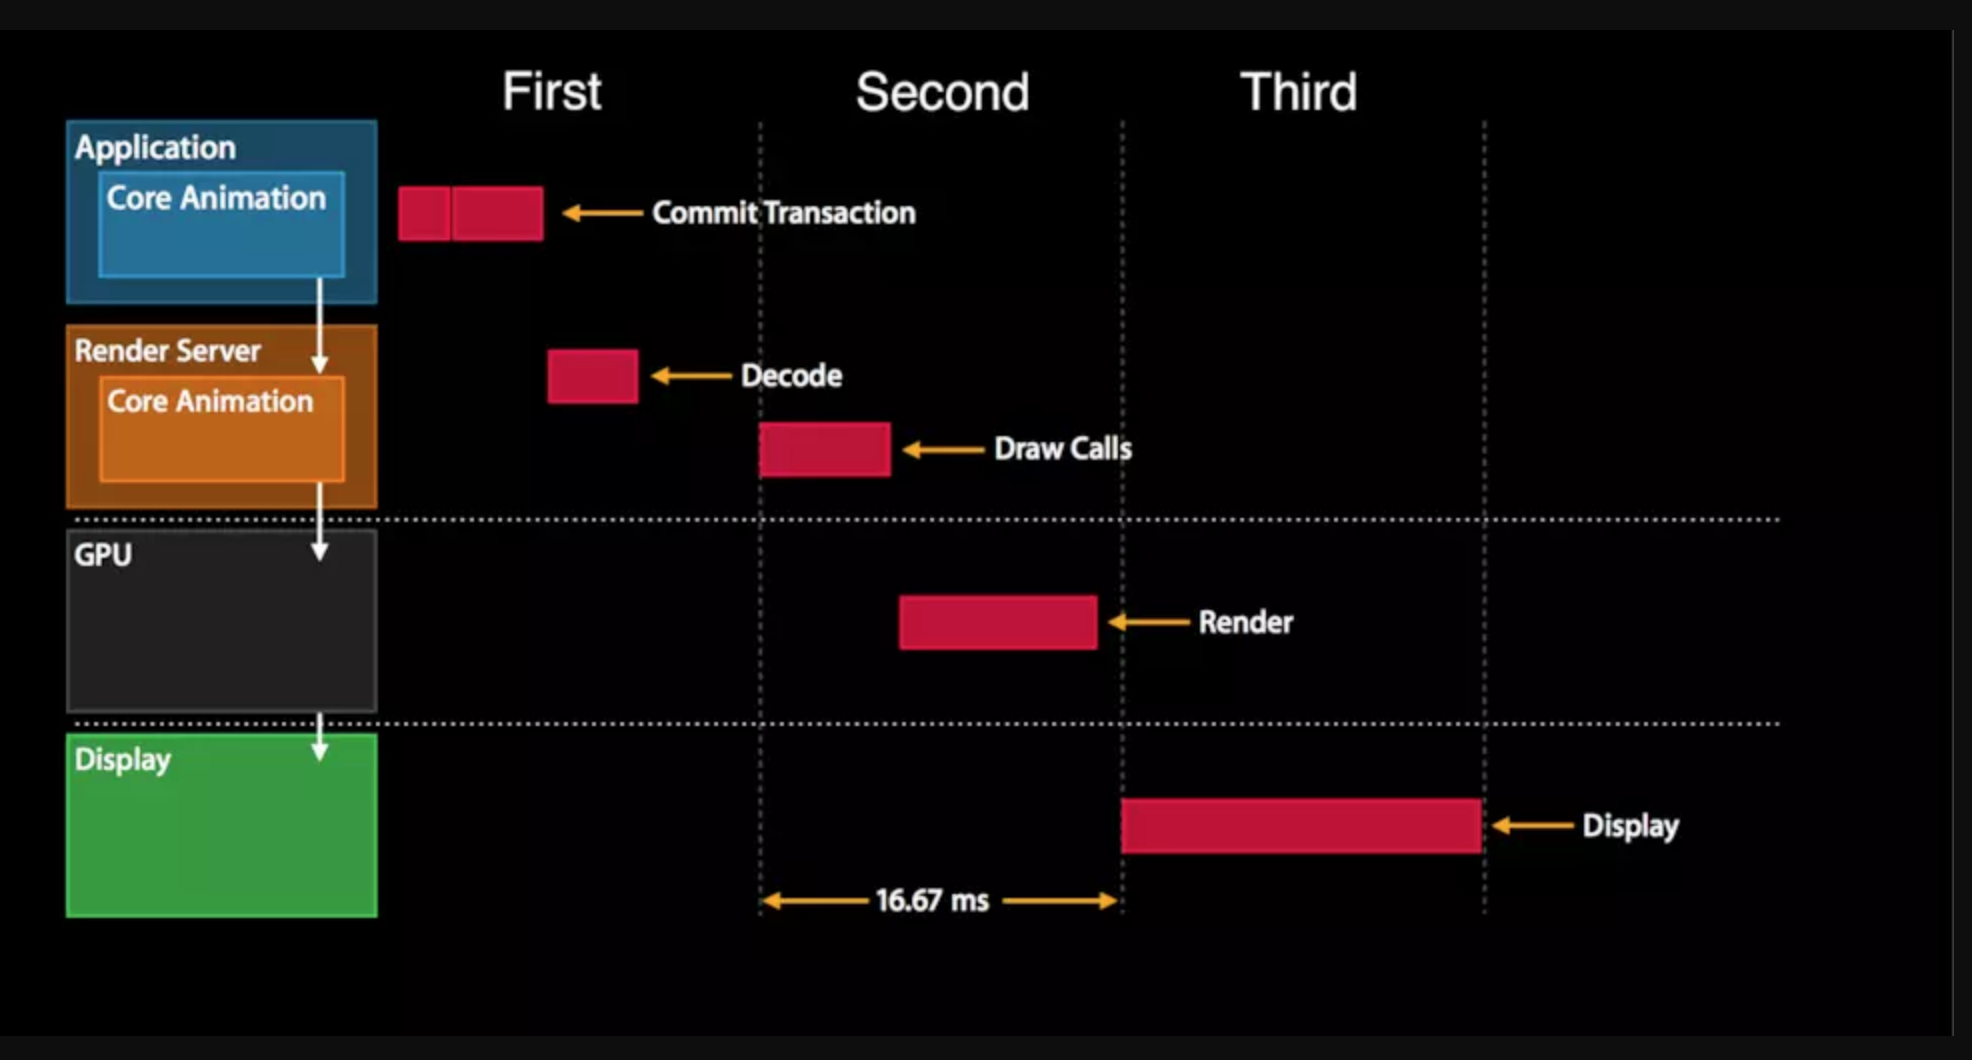 First
Second
Third
Application
Core Animation
Commit Transaction
Render Server
Decode
Core Animation
Draw Calls
GPU
Render
Display
Display
16.67 ms